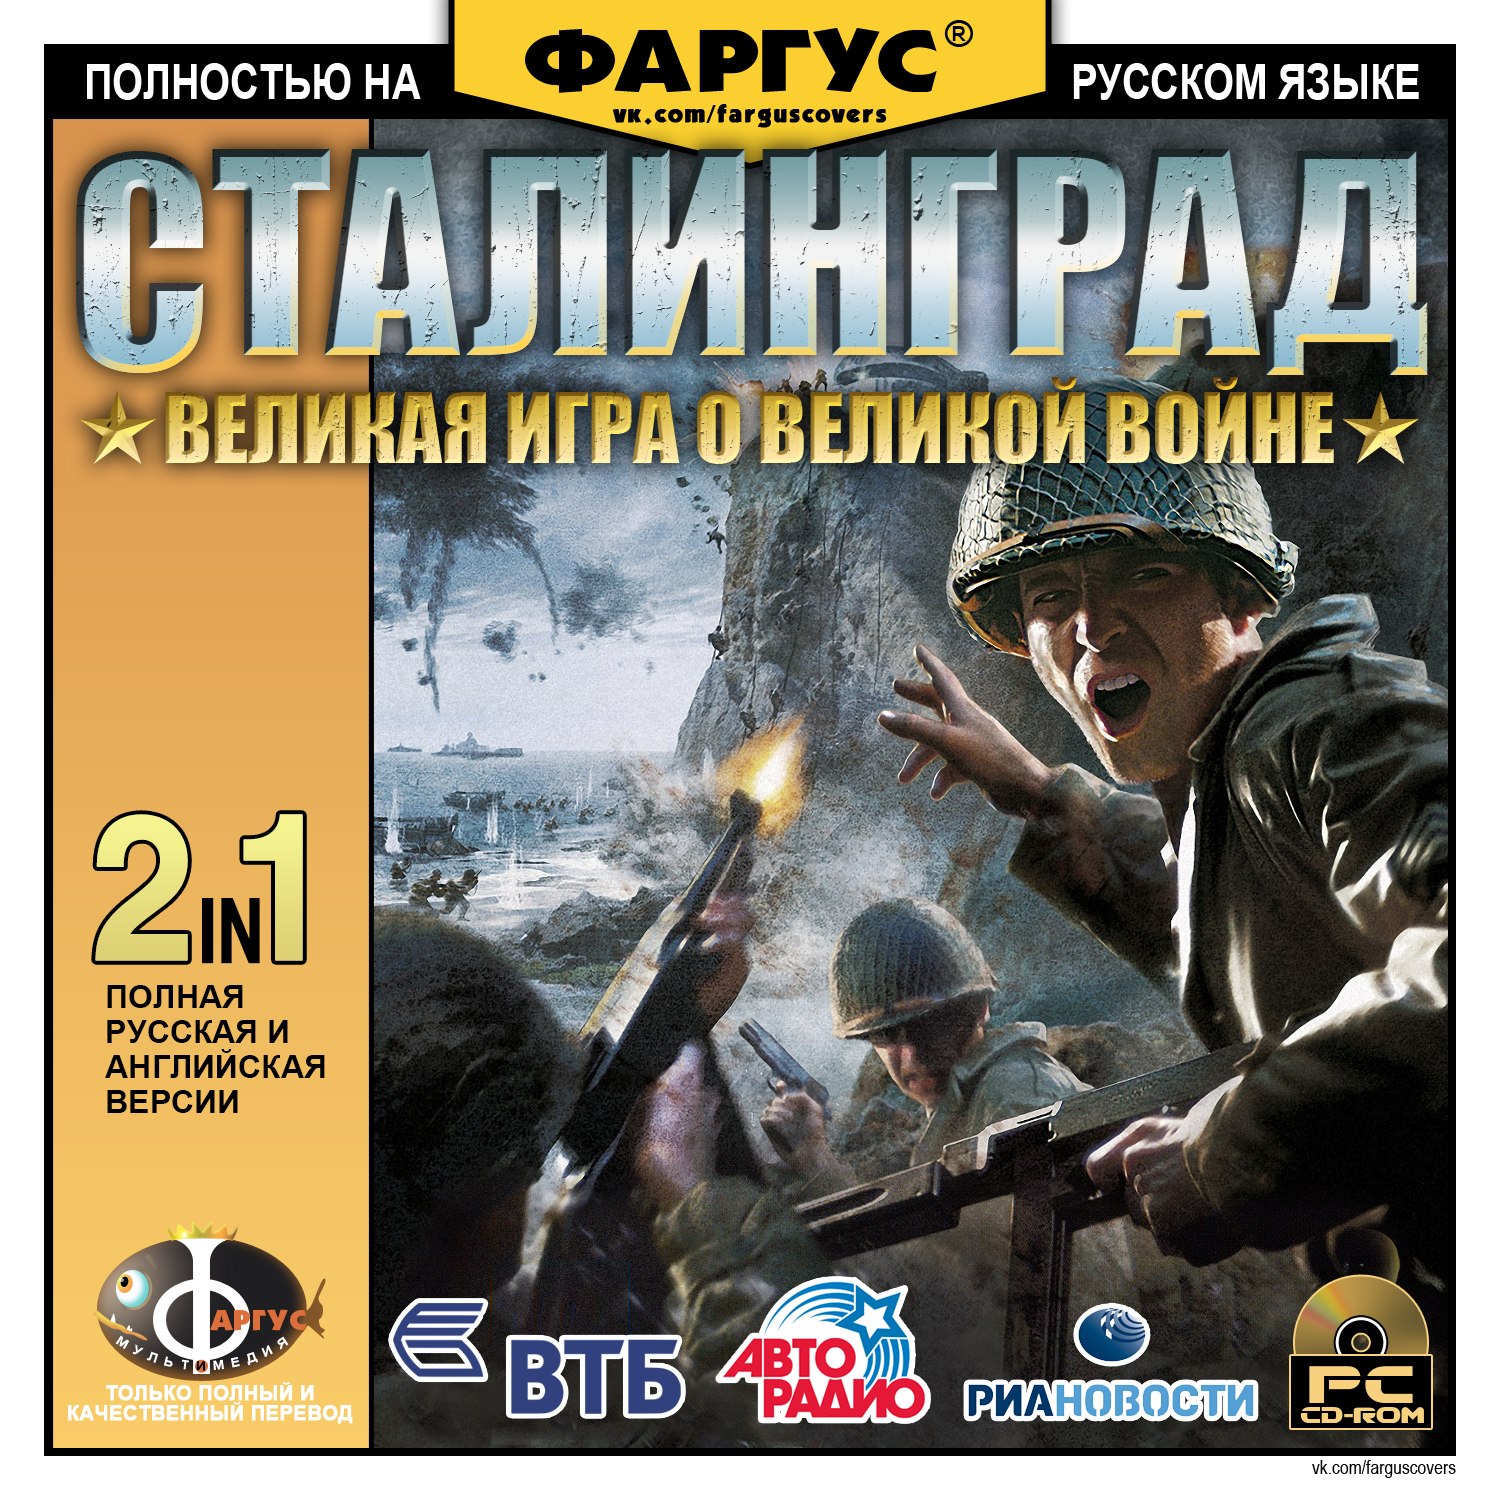 ФАРГУС®
vk.com/farguscovers
ПОЛНОСТЬЮ НА
РУССКОМ ЯЗЫКЕ
СТАЛИНГРАД
ВЕЛИКАЯ ИГРА О ВЕЛИКОЙ ВОЙНЕ
2IN1
ПОЛНАЯ
РУССКАЯ И
АНГЛИЙСКАЯ
ВЕРСИИ
ФАРГУС
МУЛЬТИМЕДИЯ
ТОЛЬКО ПОЛНЫЙ И
КАЧЕСТВЕННЫЙ ПЕРЕВОД
ВТБ
АВТО
РАДИО
РИАНОВОСТИ
PC
CD-ROM
vk.com/farguscovers